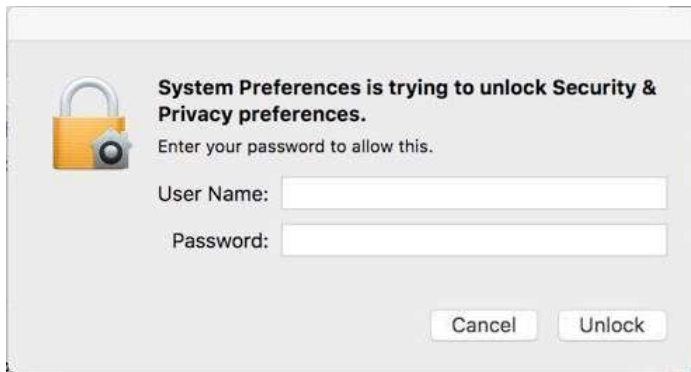 System Preferences is trying to unlock Security &
Privacy preferences.
Enter your password to allow this.
User Name:
Password:
Cancel Unlock